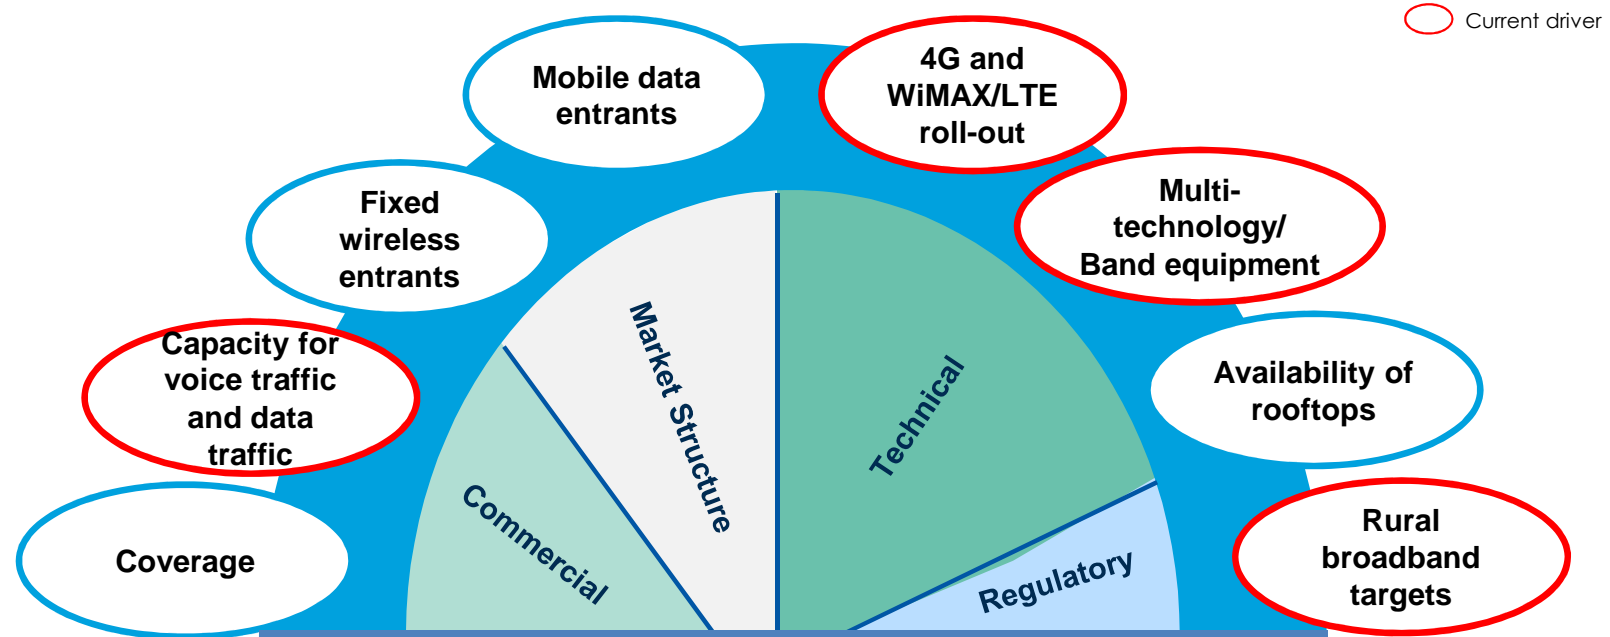 Current driver
Mobile data
entrants
4G and
WiMAX/LTE
roll-out
Fixed
wireless
entrants
Multi-
technology/
Band equipment
Capacity for
voice traffic
and data
traffic
Availability of
rooftops
Coverage
Rural
broadband
targets
Commercial
Market Structure
Technical
Regulatory